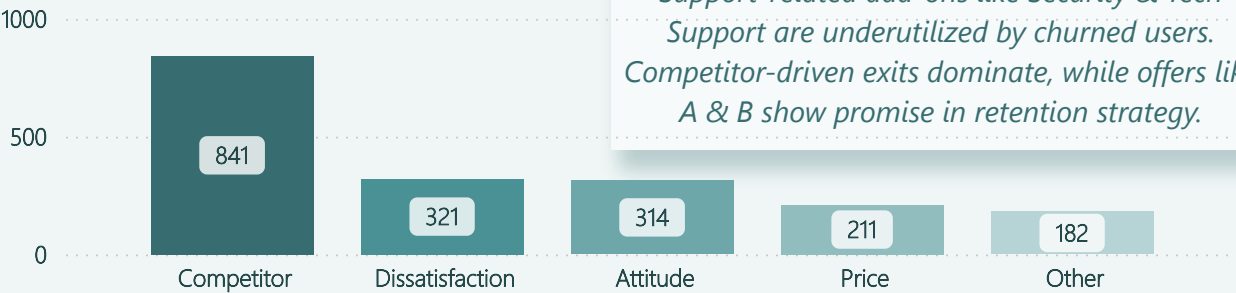 Support-related add-ons like Security & Tech
Support are underutilized by churned users.
Competitor-driven exits dominate, while offers
A & B show promise in retention strategy.
1000
500
0
841
321
314
211
182
Competitor
Dissatisfaction
Attitude
Price
Other